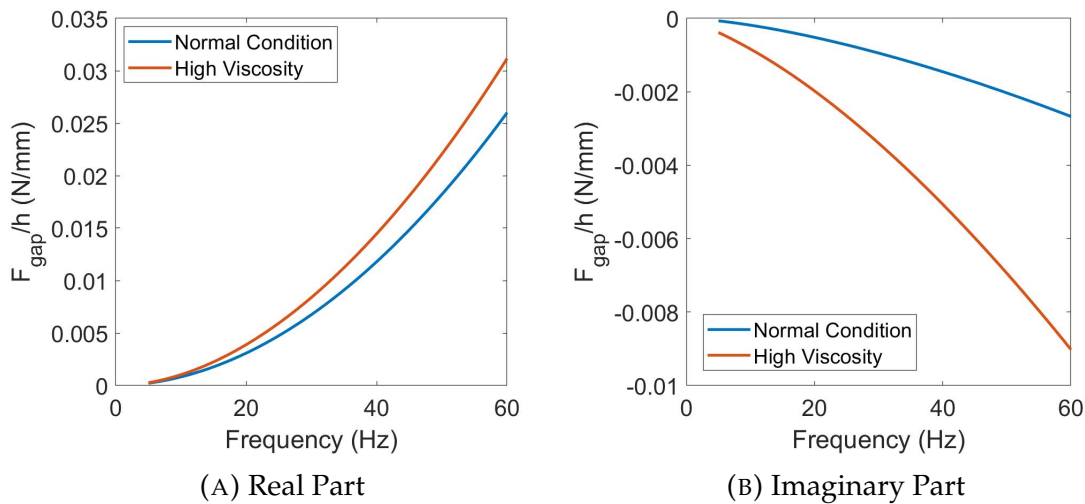 0.035
0.03
0.025
0.02
0.015
0.01
0.005
0
F_gap/h (N/mm)
Normal Condition
High Viscosity
0 20 40 60
Frequency (Hz)
(A) Real Part
0
-0.002
-0.004
-0.006
-0.008
-0.01
F_gap/h (N/mm)
Normal Condition
High Viscosity
0 20 40 60
Frequency (Hz)
(B) Imaginary Part